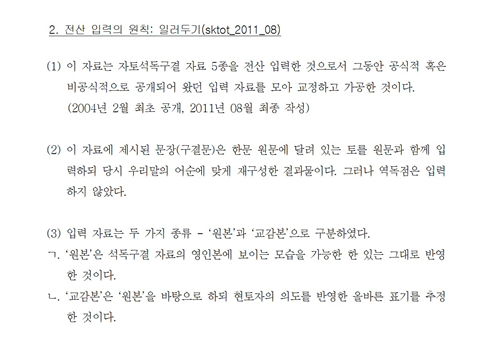 2. 전산 입력의 원칙: 일러두기(sktot_2011_08)
(1) 이 자료는 자토석독구결 자료 5종을 전산 입력한 것으로서 그동안 공식적 혹은
비공식적으로 공개되어 왔던 입력 자료를 모아 교정하고 가공한 것이다.
(2004년 2월 최초 공개, 2011년 08월 최종 작성)
(2) 이 자료에 제시된 문장(구결문)은 한문 원문에 달려 있는 토를 원문과 함께 입
력하되 당시 우리말의 어순에 맞게 재구성한 결과물이다. 그러나 역독점은 입력
하지 않았다.
(3) 입력 자료는 두 가지 종류 – '원본'과 '교감본'으로 구분하였다.
ㄱ. '원본'은 석독구결 자료의 영인본에 보이는 모습을 가능한 한 있는 그대로 반영
한 것이다.
ㄴ. '교감본'은 '원본'을 바탕으로 하되 현토자의 의도를 반영한 올바른 표기를 추정
한 것이다.